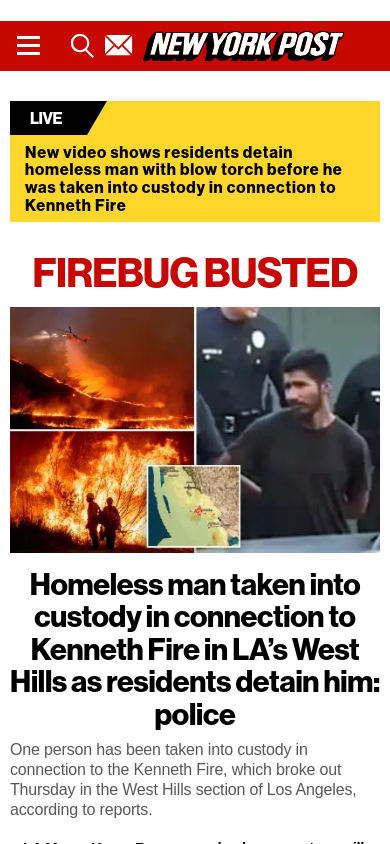 NEW YORK POST
LIVE
New video shows residents detain
homeless man with blow torch before he
was taken into custody in connection to
Kenneth Fire
FIREBUG BUSTED
Homeless man taken into
custody in connection to
Kenneth Fire in LA’s West
Hills as residents detain him:
police
One person has been taken into custody in
connection to the Kenneth Fire, which broke out
Thursday in the West Hills section of Los Angeles,
according to reports.